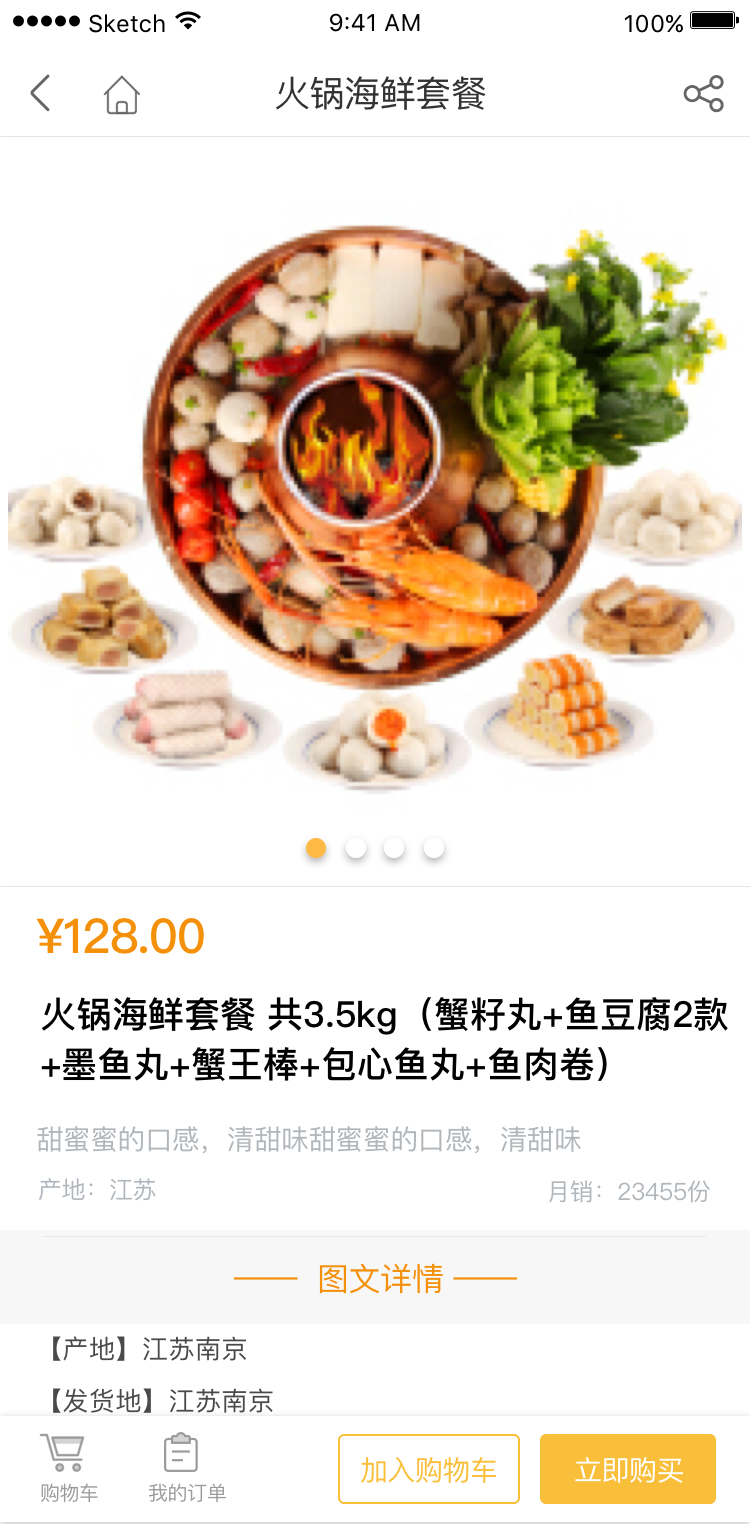 Sketch 9:41 AM 100%
火锅海鲜套餐
¥128.00
火锅海鲜套餐 共3.5kg（蟹籽丸+鱼豆腐2款
+墨鱼丸+蟹王棒+包心鱼丸+鱼肉卷）
甜蜜蜜的口感，清甜味甜蜜蜜的口感，清甜味
产地：江苏 月销：23455份
图文详情
【产地】江苏南京
【发货地】江苏南京
购物车 我的订单 加入购物车 立即购买